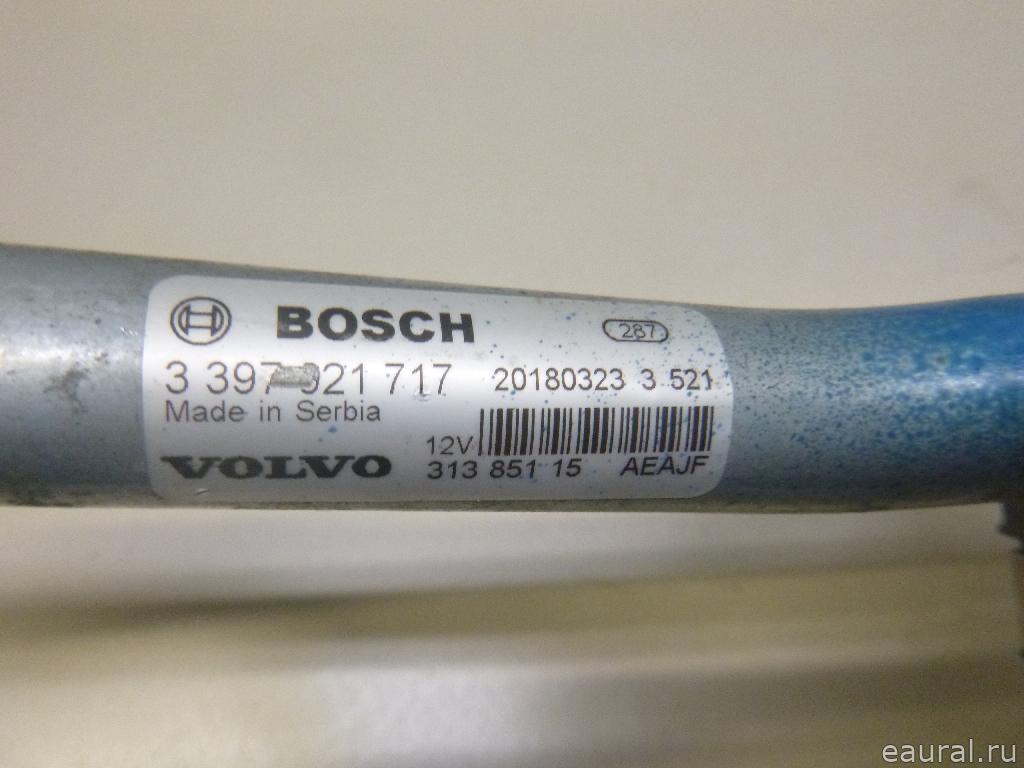 BOSCH 287
3 397 021 717 20180323 3 521
Made in Serbia
12V
VOLVO 313 851 15 AEAJF
eaural.ru